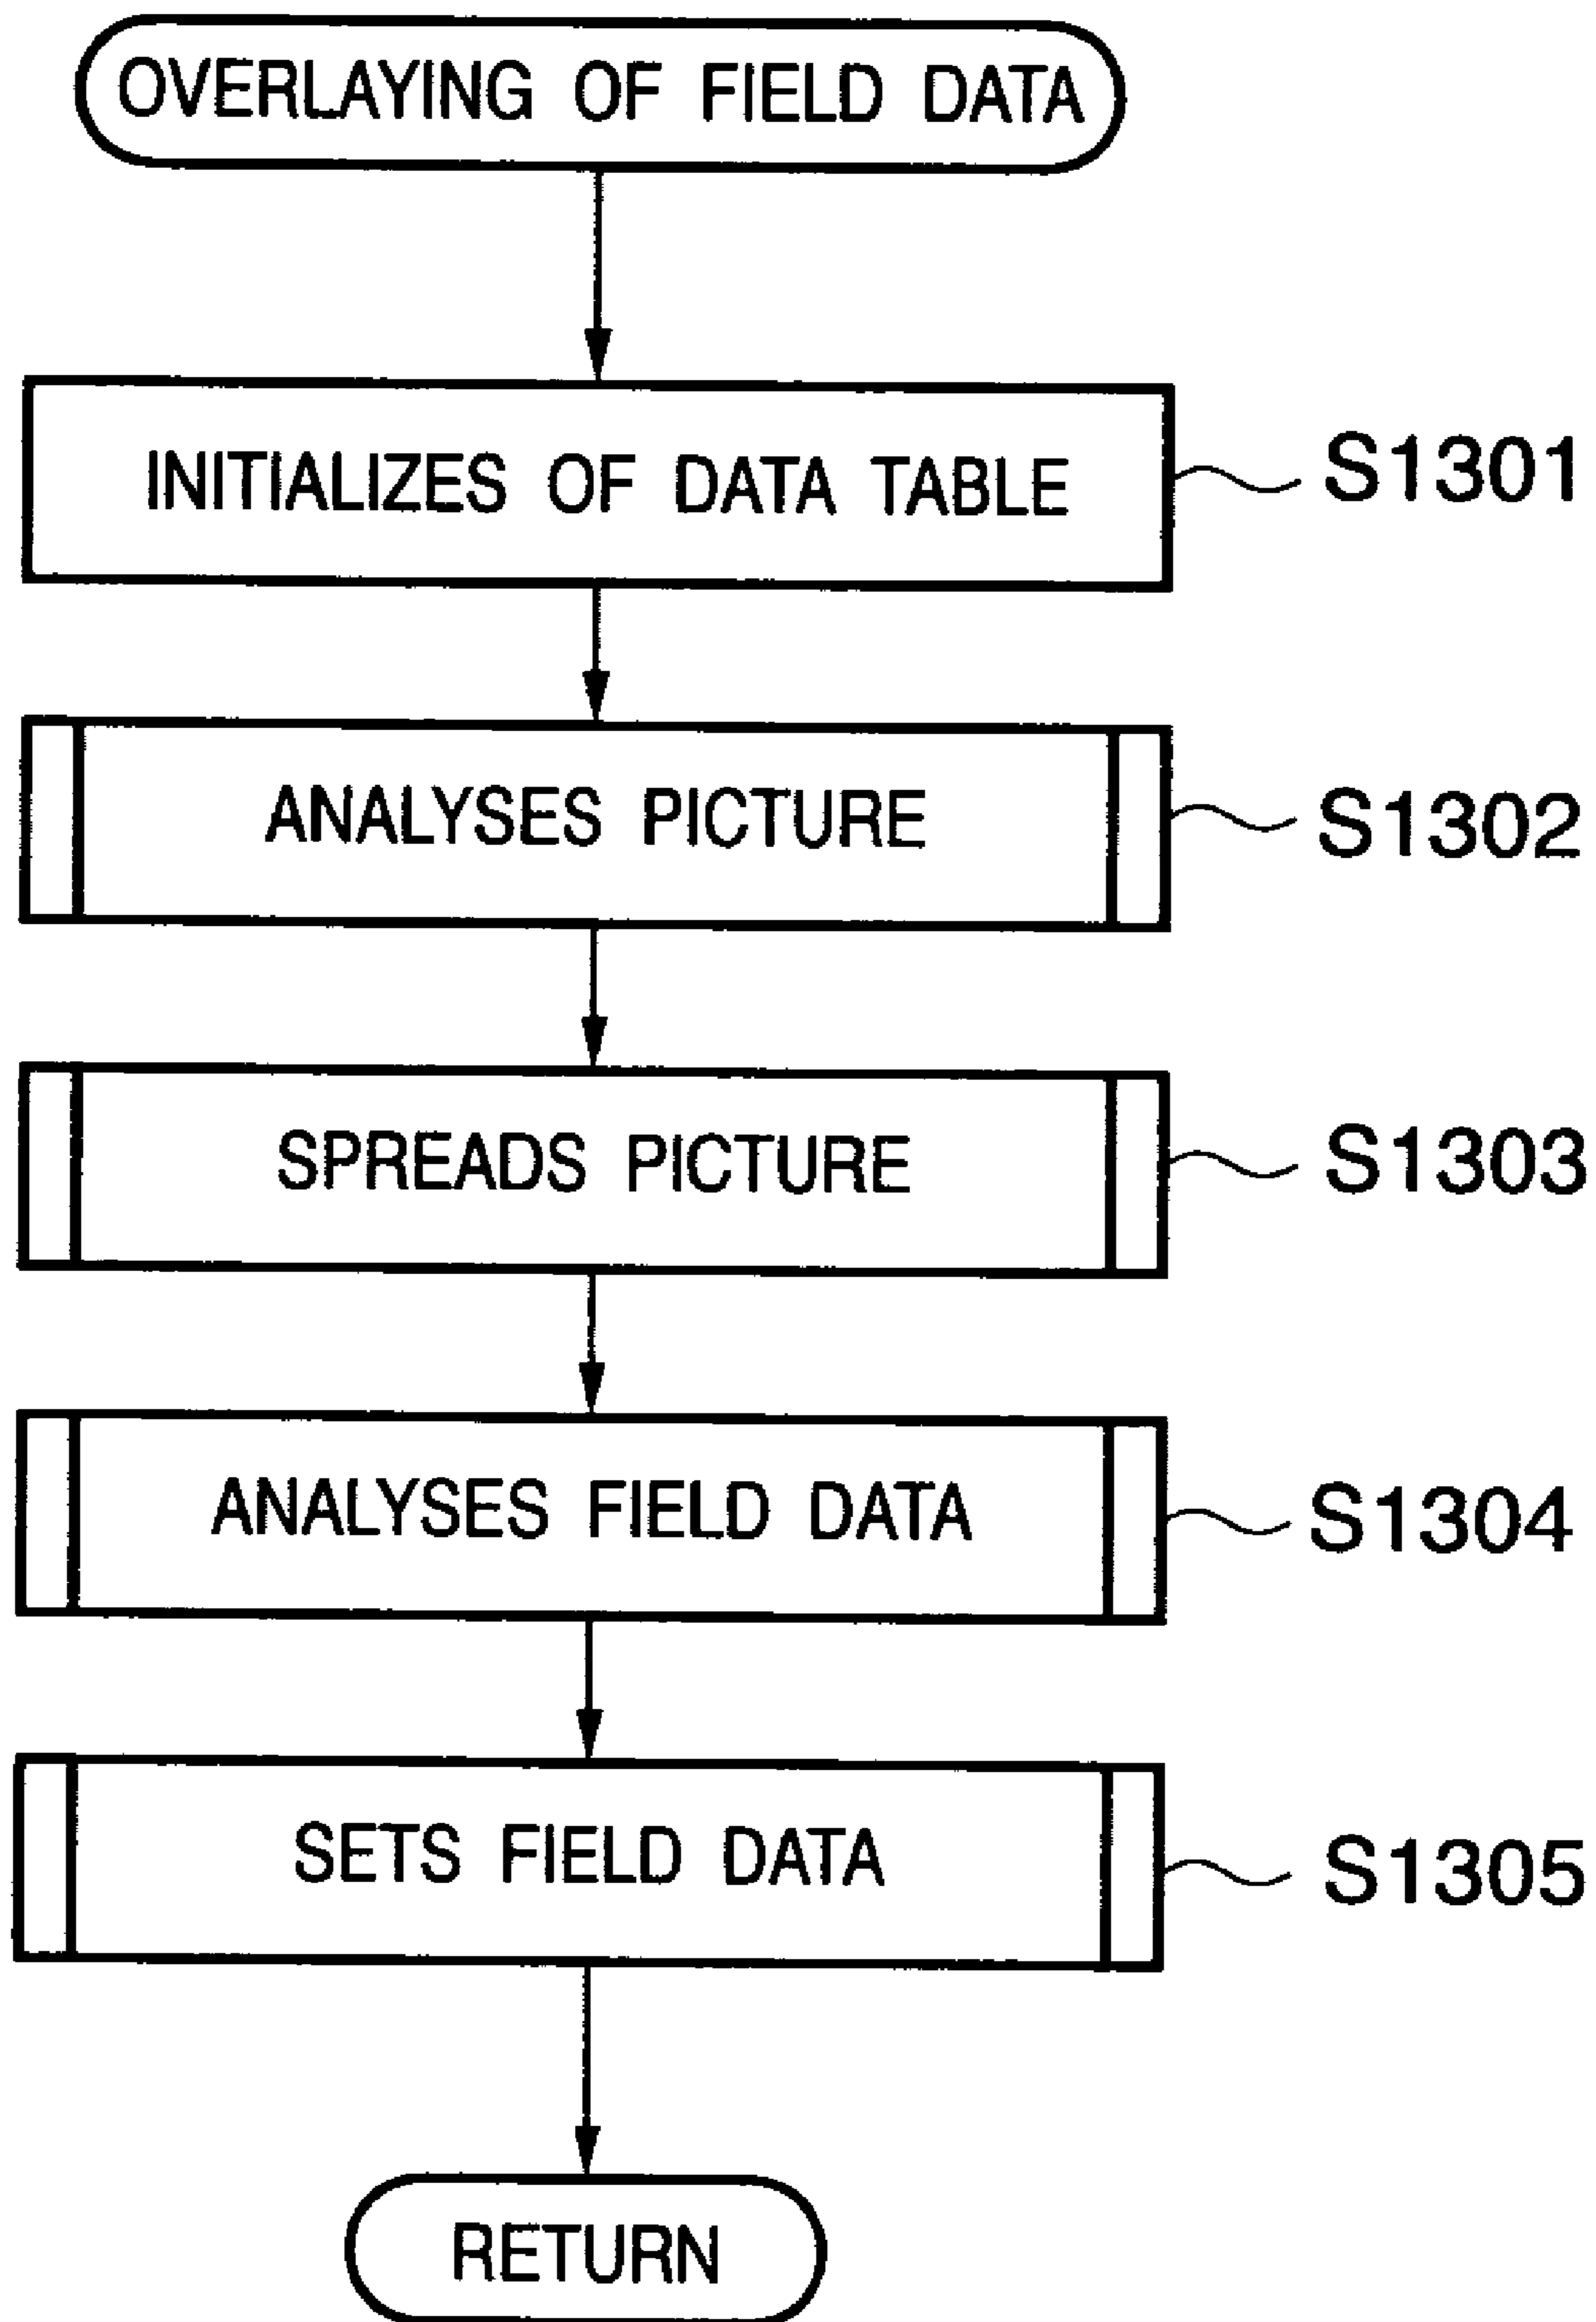 OVERLAYING OF FIELD DATA
INITIALIZES OF DATA TABLE
S1301
ANALYSES PICTURE
S1302
SPREADS PICTURE
S1303
ANALYSES FIELD DATA
S1304
SETS FIELD DATA
S1305
RETURN